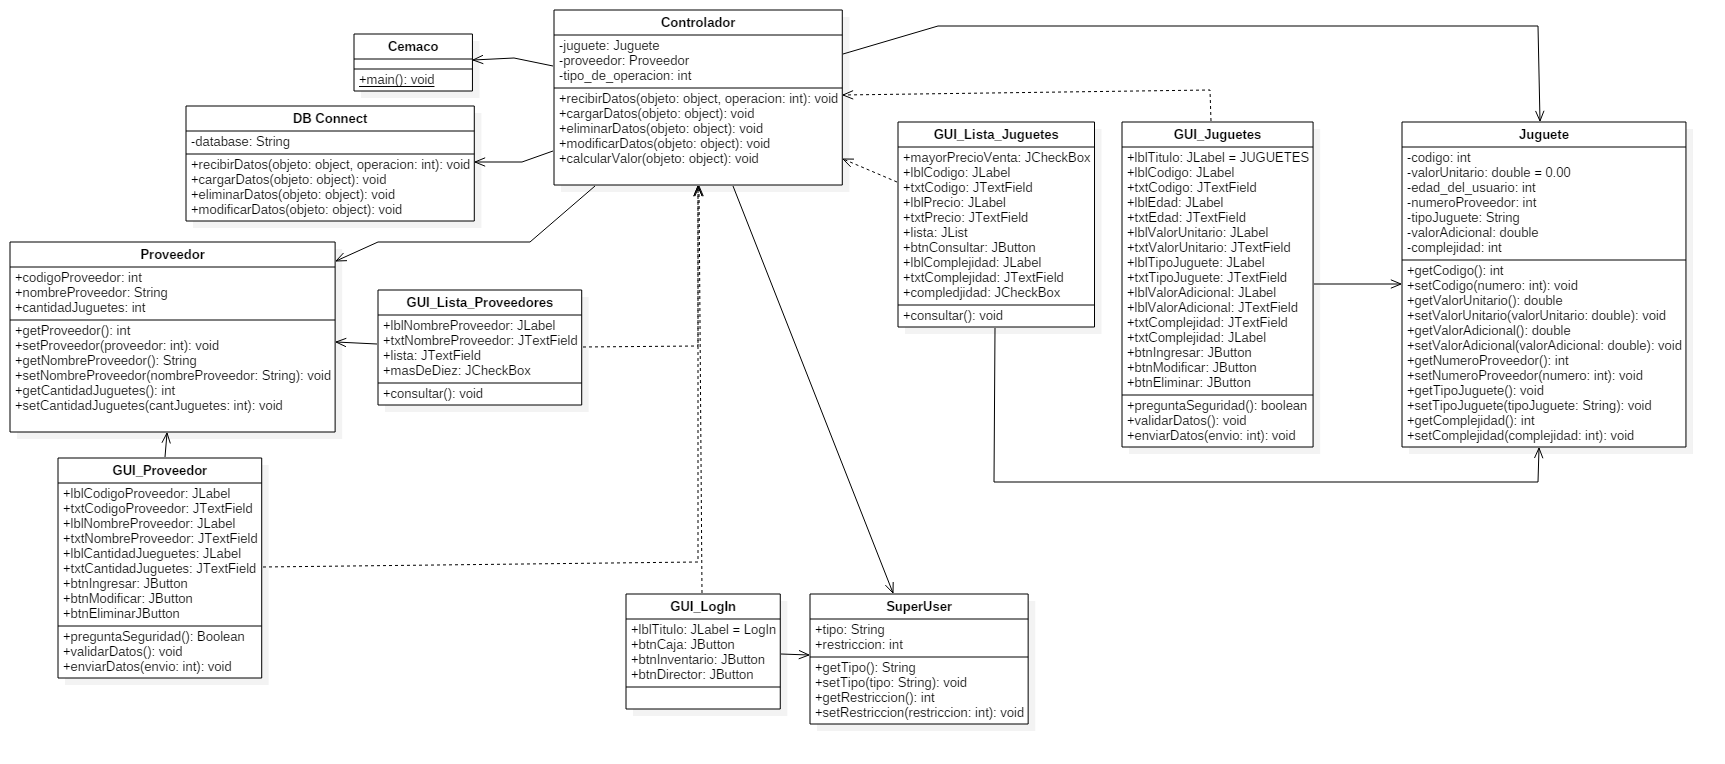 Controlador
-juguete: Juguete
-proveedor: Proveedor
-tipo_de_operacion: int
+recibirDatos(objeto: object, operacion: int): void
+cargarDatos(objeto: object): void
+eliminarDatos(objeto: object): void
+modificarDatos(objeto: object): void
+calcularValor(objeto: object): void
Cemaco
+main(): void
DB Connect
-database: String
+recibirDatos(objeto: object, operacion: int): void
+cargarDatos(objeto: object): void
+eliminarDatos(objeto: object): void
+modificarDatos(objeto: object): void
GUI_Lista_Juguetes
+mayorPrecioVenta: JCheckBox
+lblCodigo: JLabel
+txtCodigo: JTextField
+lblPrecio: JLabel
+txtPrecio: JTextField
+lista: JList
+btnConsultar: JButton
+lblComplejidad: JLabel
+txtComplejidad: JTextField
+compledjidad: JCheckBox
+consultar(): void
GUI_Juguetes
+lblTitulo: JLabel = JUGUETES
+lblCodigo: JLabel
+txtCodigo: JTextField
+lblEdad: JLabel
+txtEdad: JTextField
+lblValorUnitario: JLabel
+txtValorUnitario: JTextField
+lblTipoJuguete: JLabel
+txtTipoJuguete: JTextField
+lblValorAdicional: JLabel
+lblValorAdicional: JTextField
+txtComplejidad: JTextField
+txtComplejidad: JLabel
+btnIngresar: JButton
+btnModificar: JButton
+btnEliminar: JButton
+preguntaSeguridad(): boolean
+validarDatos(): void
+enviarDatos(envio: int): void
Juguete
-codigo: int
-valorUnitario: double = 0.00
-edad_del_usuario: int
-numeroProveedor: int
-tipoJuguete: String
-valorAdicional: double
-complejidad: int
+getCodigo(): int
+setCodigo(numero: int): void
+getValorUnitario(): double
+setValorUnitario(valorUnitario: double): void
+getValorAdicional(): double
+setValorAdicional(valorAdicional: double): void
+getNumeroProveedor(): int
+setNumeroProveedor(numero: int): void
+getTipoJuguete(): void
+setTipoJuguete(tipoJuguete: String): void
+getComplejidad(): int
+setComplejidad(complejidad: int): void
Proveedor
+codigoProveedor: int
+nombreProveedor: String
+cantidadJuguetes: int
+getProveedor(): int
+setProveedor(proveedor: int): void
+getNombreProveedor(): String
+setNombreProveedor(nombreProveedor: String): void
+getCantidadJuguetes(): int
+setCantidadJuguetes(cantJuguetes: int): void
GUI_Lista_Proveedores
+lblNombreProveedor: JLabel
+txtNombreProveedor: JTextField
+lista: JTextField
+masDeDiez: JCheckBox
+consultar(): void
GUI_Proveedor
+lblCodigoProveedor: JLabel
+txtCodigoProveedor: JTextField
+lblNombreProveedor: JLabel
+txtNombreProveedor: JTextField
+lblCantidadJueguetes: JLabel
+txtCantidadJuguetes: JTextField
+btnIngresar: JButton
+btnModificar: JButton
+btnEliminarJButton
+preguntaSeguridad(): Boolean
+validarDatos(): void
+enviarDatos(envio: int): void
GUI_LogIn
+lblTitulo: JLabel = LogIn
+btnCaja: JButton
+btnInventario: JButton
+btnDirector: JButton
SuperUser
+tipo: String
+restriccion: int
+getTipo(): String
+setTipo(tipo: String): void
+getRestriccion(): int
+setRestriccion(restriccion: int): void